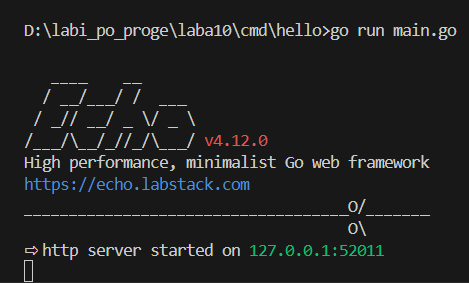 D:\labi_po_proge\laba10\cmd\hello>go run main.go
   ____    __
  / __/___/ /  ___
 / _// __/ _ \/ _ \
/___/\__/_//_/\___/ v4.12.0
High performance, minimalist Go web framework
https://echo.labstack.com
____________________________________O/_______
                                    O\
⇨ http server started on 127.0.0.1:52011